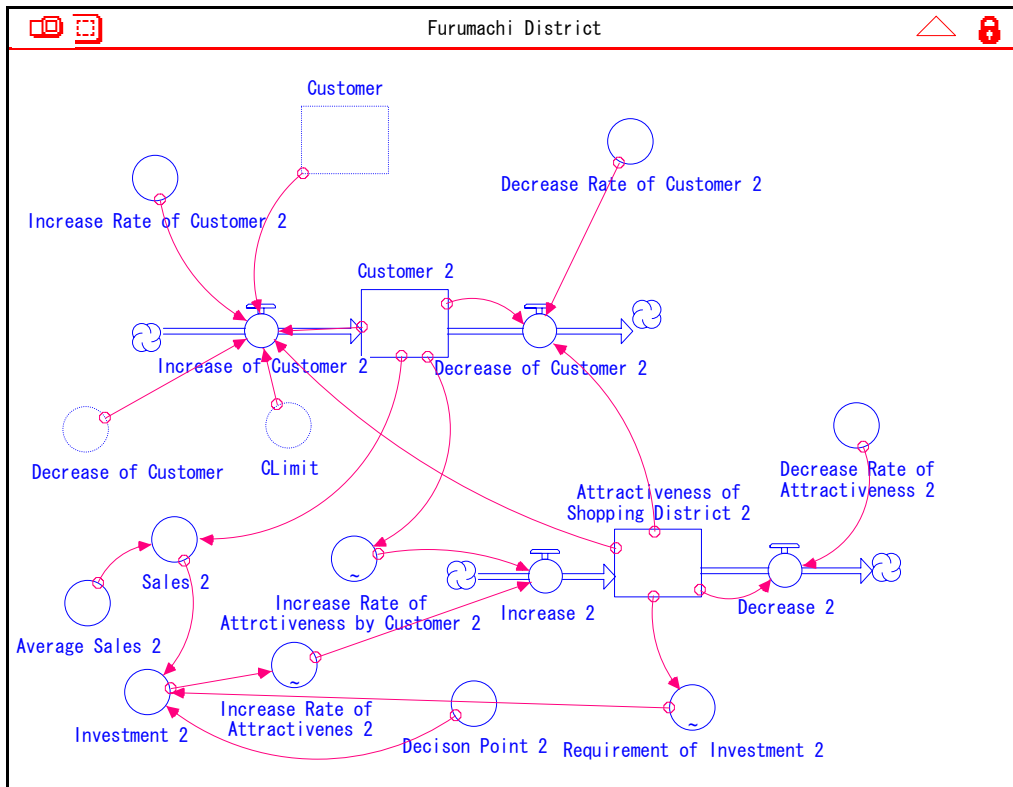 Furumachi District
Customer
Decrease Rate of Customer 2
Increase Rate of Customer 2
Customer 2
Increase of Customer 2
Decrease of Customer 2
Decrease of Customer
CLimit
Decrease Rate of
Attractiveness 2
Attractiveness of
Shopping District 2
Sales 2
~
Increase Rate of
Attrctiveness by Customer 2
Increase 2
Decrease 2
Average Sales 2
~
Increase Rate of
Attractivenes 2
Investment 2
Decison Point 2
~
Requirement of Investment 2